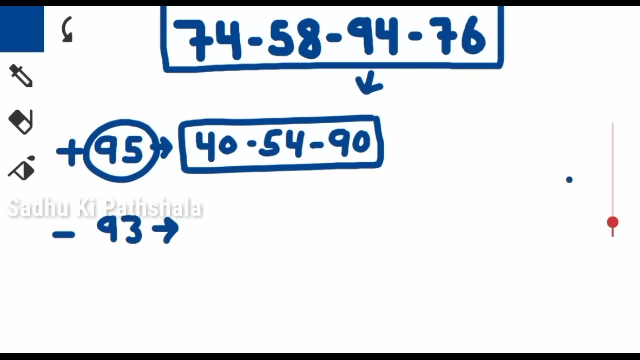 74-58-94-76
+ 95 → 40-54-90
Sadhu Ki Pathshala
- 93 →